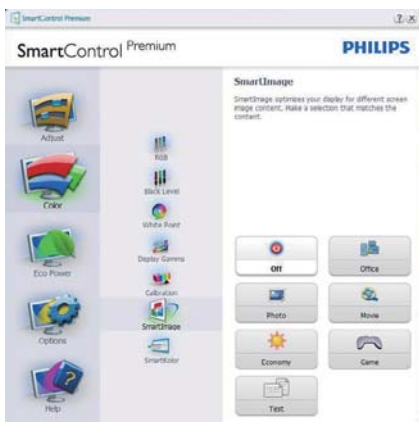 SmartControl Premium
SmartControl Premium
PHILIPS
Adjust
Color
Eco Power
Options
Help
RGB
Black Level
White Point
Display Gamma
Calibration
SmartImage
SmartKolor
SmartImage
SmartImage optimizes your display for different screen
image content. Make a selection that matches the
content.
Off
Office
Photo
Movie
Economy
Game
Text